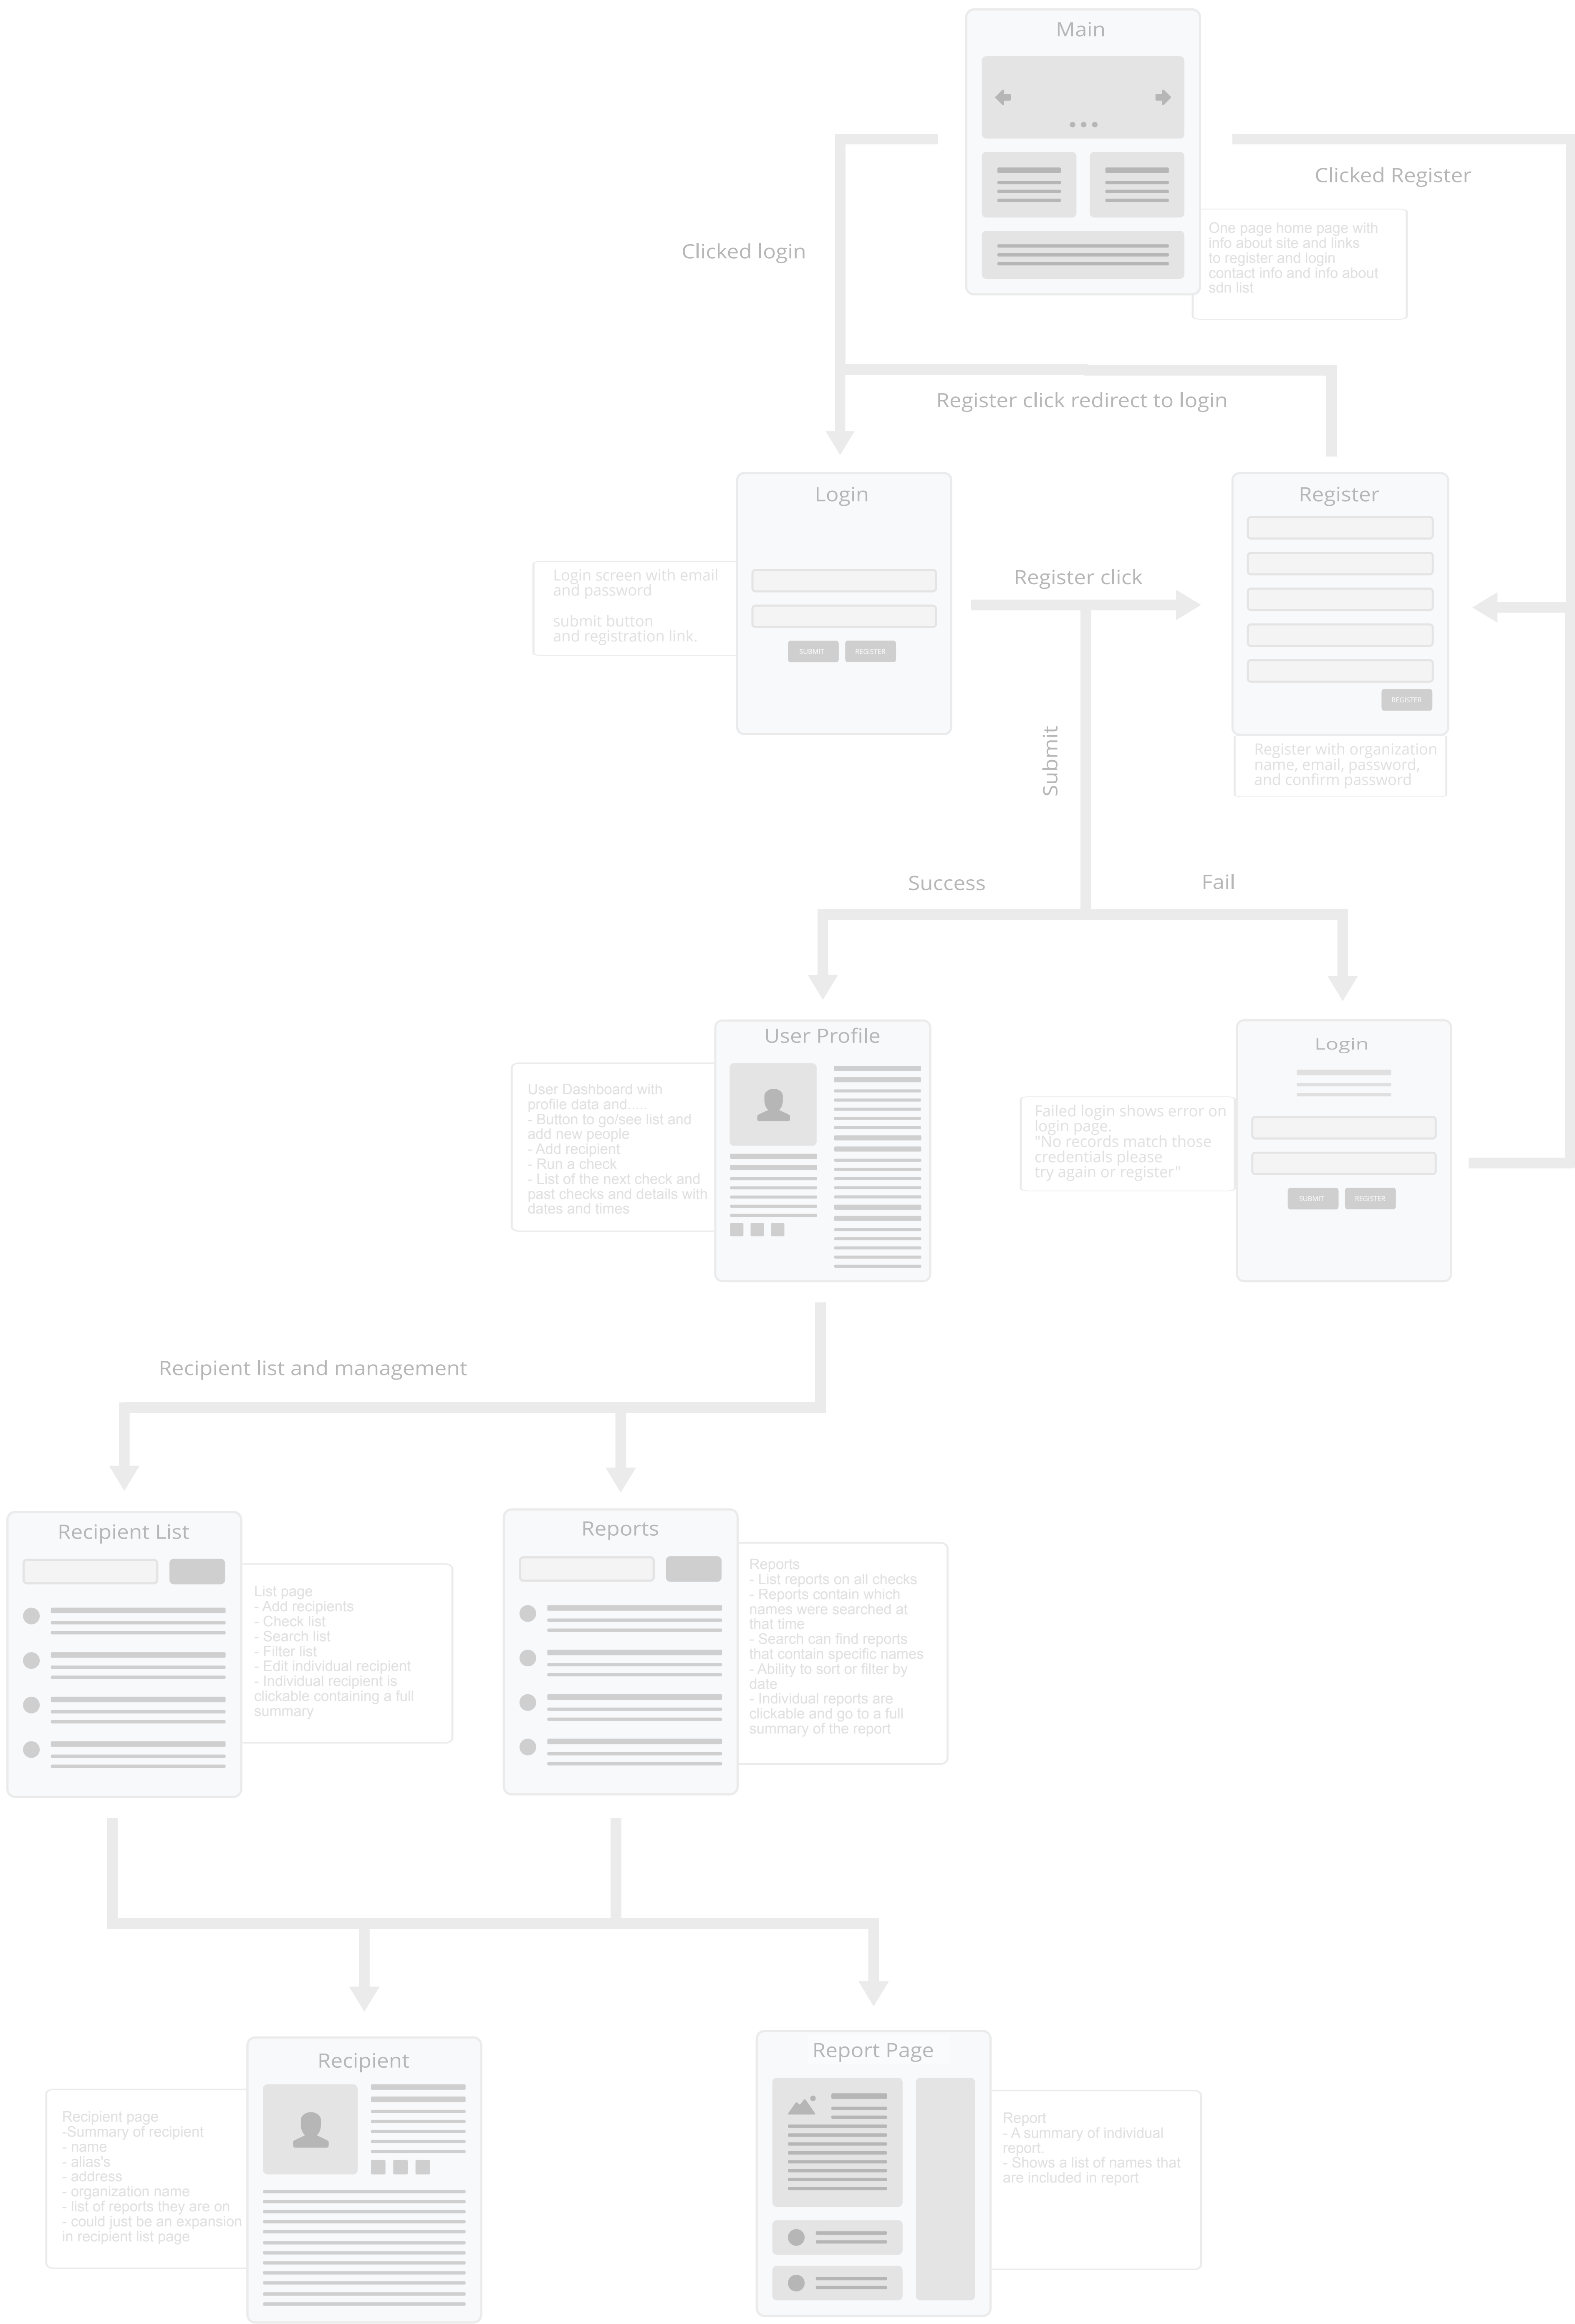 Main
Clicked Register
One page home page with
info about site and links
to register and login
contact info and info about
sdn list
Clicked login
Register click redirect to login
Login
Register
Login screen with email
and password
submit button
and registration link.
SUBMIT
REGISTER
Register click
REGISTER
Register with organization
name, email, password,
and confirm password
Submit
Success
Fail
User Profile
User Dashboard with
profile data and.....
- Button to go/see list and
add new people
- Add recipient
- Run a check
- List of the next check and
past checks and details with
dates and times
Login
Failed login shows error on
login page.
"No records match those
credentials please
try again or register"
SUBMIT
REGISTER
Recipient list and management
Recipient List
List page
- Add recipients
- Check list
- Search list
- Filter list
- Edit individual recipient
- Individual recipient is
clickable containing a full
summary
Reports
Reports
- List reports on all checks
- Reports contain which
names were searched at
that time
- Search can find reports
that contain specific names
- Ability to sort or filter by
date
- Individual reports are
clickable and go to a full
summary of the report
Recipient
Recipient page
-Summary of recipient
- name
- alias's
- address
- organization name
- list of reports they are on
- could just be an expansion
in recipient list page
Report Page
Report
- A summary of individual
report.
- Shows a list of names that
are included in report